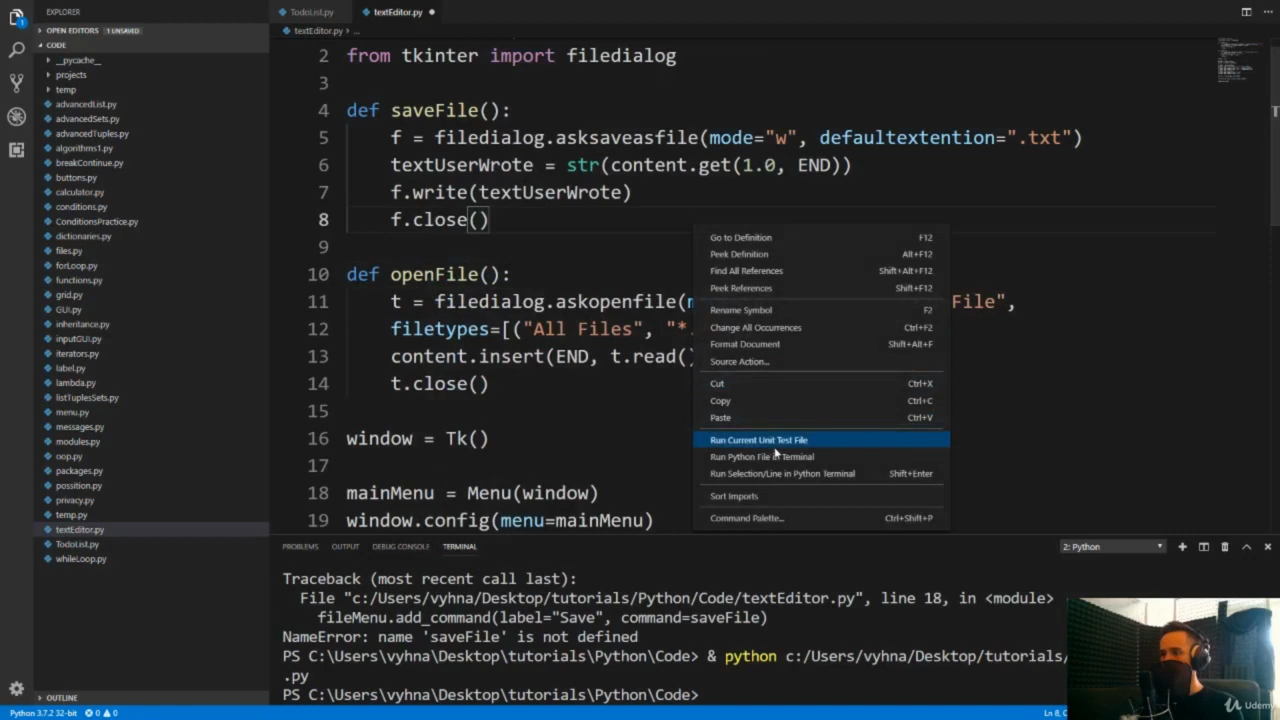 EXPLORER
OPEN EDITORS 1 UNSAVED
CODE
__pycache__
projects
temp
advancedList.py
advancedSets.py
advancedTuples.py
algorithms1.py
breakContinue.py
buttons.py
calculator.py
conditions.py
ConditionsPractice.py
dictionaries.py
files.py
forLoop.py
functions.py
grid.py
GUI.py
inheritance.py
inputGUI.py
iterators.py
label.py
lambda.py
listTuplesSets.py
menu.py
messages.py
modules.py
oop.py
packages.py
possition.py
privacy.py
temp.py
textEditor.py
TodoList.py
whileLoop.py
OUTLINE
TodoList.py textEditor.py
textEditor.py > ...
2 from tkinter import filedialog
3
4 def saveFile():
5 f = filedialog.asksaveasfile(mode="w", defaultextention=".txt")
6 textUserWrote = str(content.get(1.0, END))
7 f.write(textUserWrote)
8 f.close()
9
10 def openFile():
11 t = filedialog.askopenfile( File",
12 filetypes=[("All Files", "*.
13 content.insert(END, t.read()
14 t.close()
15
16 window = Tk()
17
18 mainMenu = Menu(window)
19 window.config(menu=mainMenu)
Go to Definition F12
Peek Definition Alt+F12
Find All References Shift+Alt+F12
Peek References Shift+F12
Rename Symbol F2
Change All Occurrences Ctrl+F2
Format Document Shift+Alt+F
Source Action...
Cut Ctrl+X
Copy Ctrl+C
Paste Ctrl+V
Run Current Unit Test File
Run Python File in Terminal
Run Selection/Line in Python Terminal Shift+Enter
Sort Imports
Command Palette... Ctrl+Shift+P
PROBLEMS OUTPUT DEBUG CONSOLE TERMINAL 2: Python
Traceback (most recent call last):
File "c:/Users/vyhna/Desktop/tutorials/Python/Code/textEditor.py", line 18, in <module>
fileMenu.add_command(label="Save", command=saveFile)
NameError: name 'saveFile' is not defined
PS C:\Users\vyhna\Desktop\tutorials\Python\Code> & python c:/Users/vyhna/Desktop/tutorials/
.py
PS C:\Users\vyhna\Desktop\tutorials\Python\Code>
Python 3.7.2 32-bit 0 0 Ln 8,
Udemy